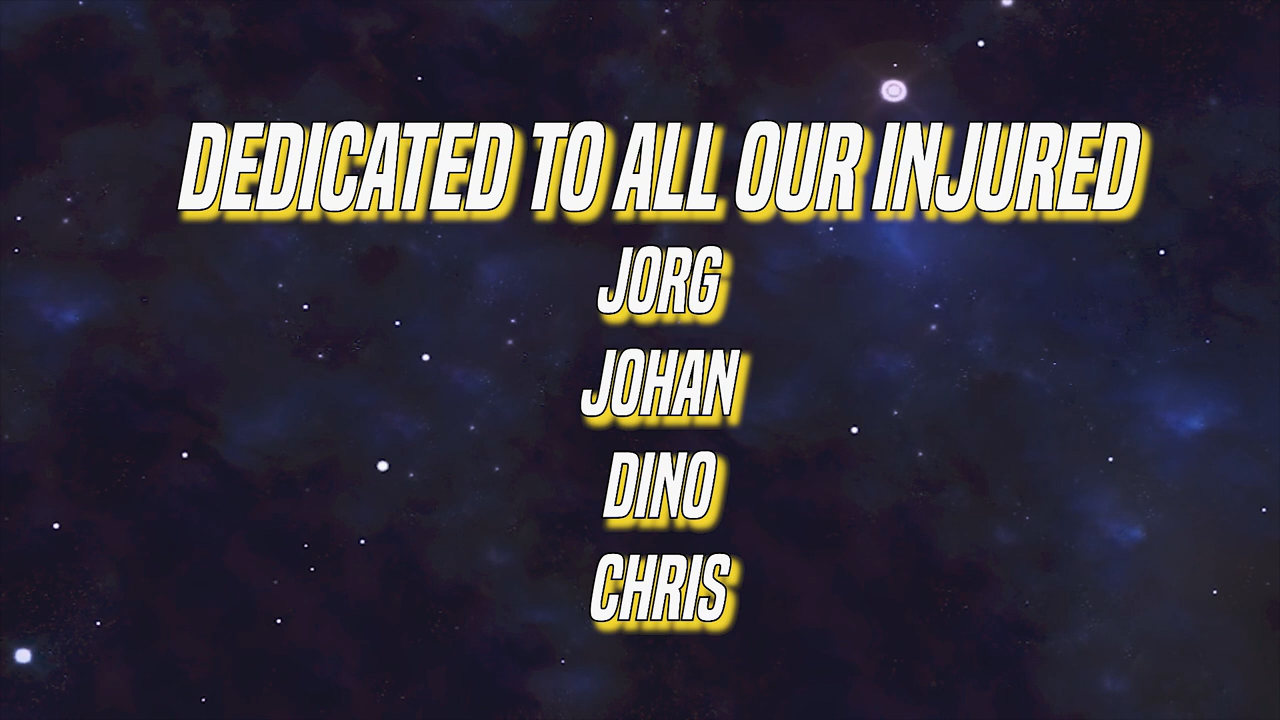 DEDICATED TO ALL OUR INJURED
JORG
JOHAN
DINO
CHRIS